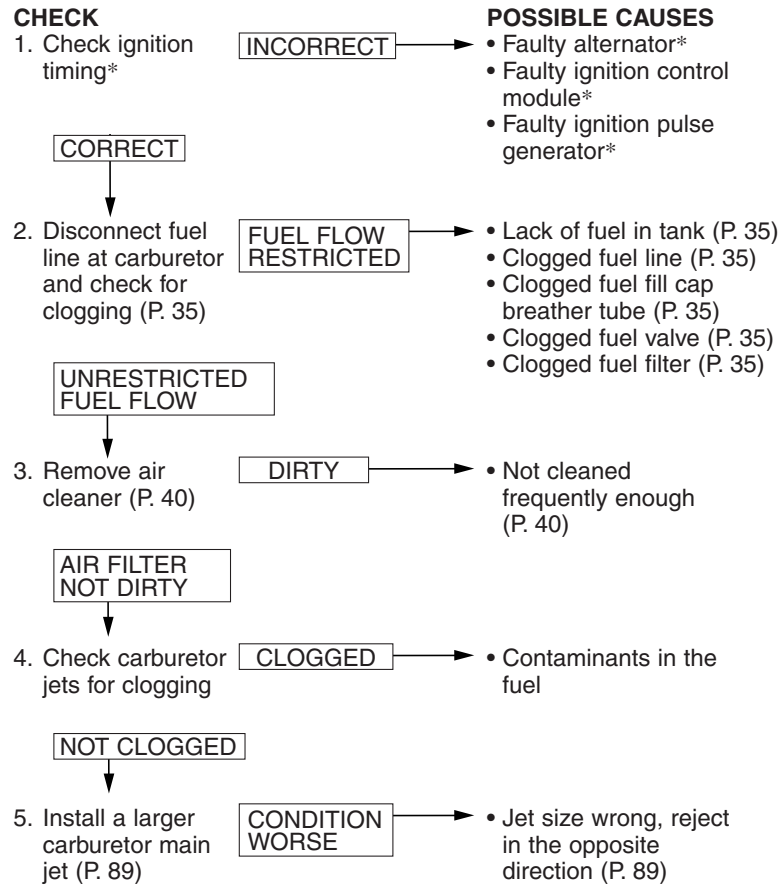 CHECK
POSSIBLE CAUSES
1. Check ignition
timing*
INCORRECT
• Faulty alternator*
• Faulty ignition control
module*
• Faulty ignition pulse
generator*
CORRECT
2. Disconnect fuel
line at carburetor
and check for
clogging (P. 35)
FUEL FLOW
RESTRICTED
• Lack of fuel in tank (P. 35)
• Clogged fuel line (P. 35)
• Clogged fuel fill cap
breather tube (P. 35)
• Clogged fuel valve (P. 35)
• Clogged fuel filter (P. 35)
UNRESTRICTED
FUEL FLOW
3. Remove air
cleaner (P. 40)
DIRTY
• Not cleaned
frequently enough
(P. 40)
AIR FILTER
NOT DIRTY
4. Check carburetor
jets for clogging
CLOGGED
• Contaminants in the
fuel
NOT CLOGGED
5. Install a larger
carburetor main
jet (P. 89)
CONDITION
WORSE
• Jet size wrong, reject
in the opposite
direction (P. 89)